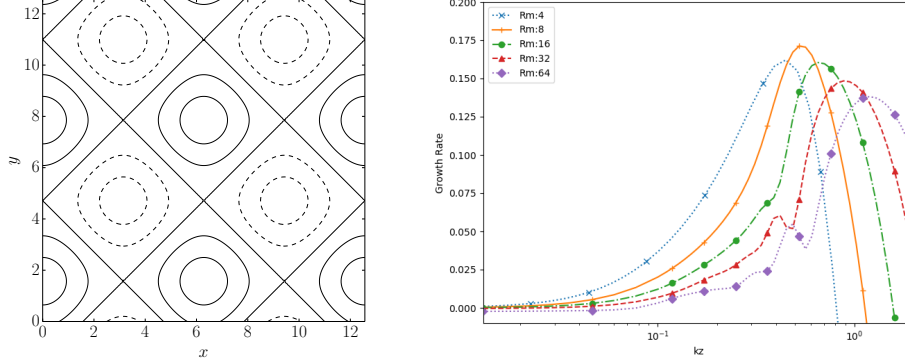 12
10
8
6
4
2
0
y
0 2 4 6 8 10 12
x
0.200
0.175
0.150
0.125
0.100
0.075
0.050
0.025
0.000
Growth Rate
Rm:4
Rm:8
Rm:16
Rm:32
Rm:64
10⁻¹ 10⁰
kz